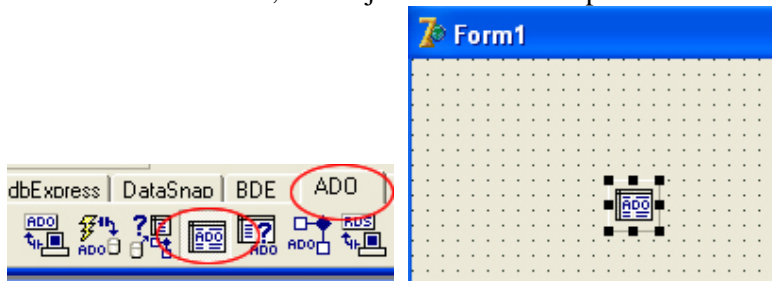 Form1
dbExpress DataSnap BDE ADO
ADO ADO ADO ADO ADO RDS
ADO